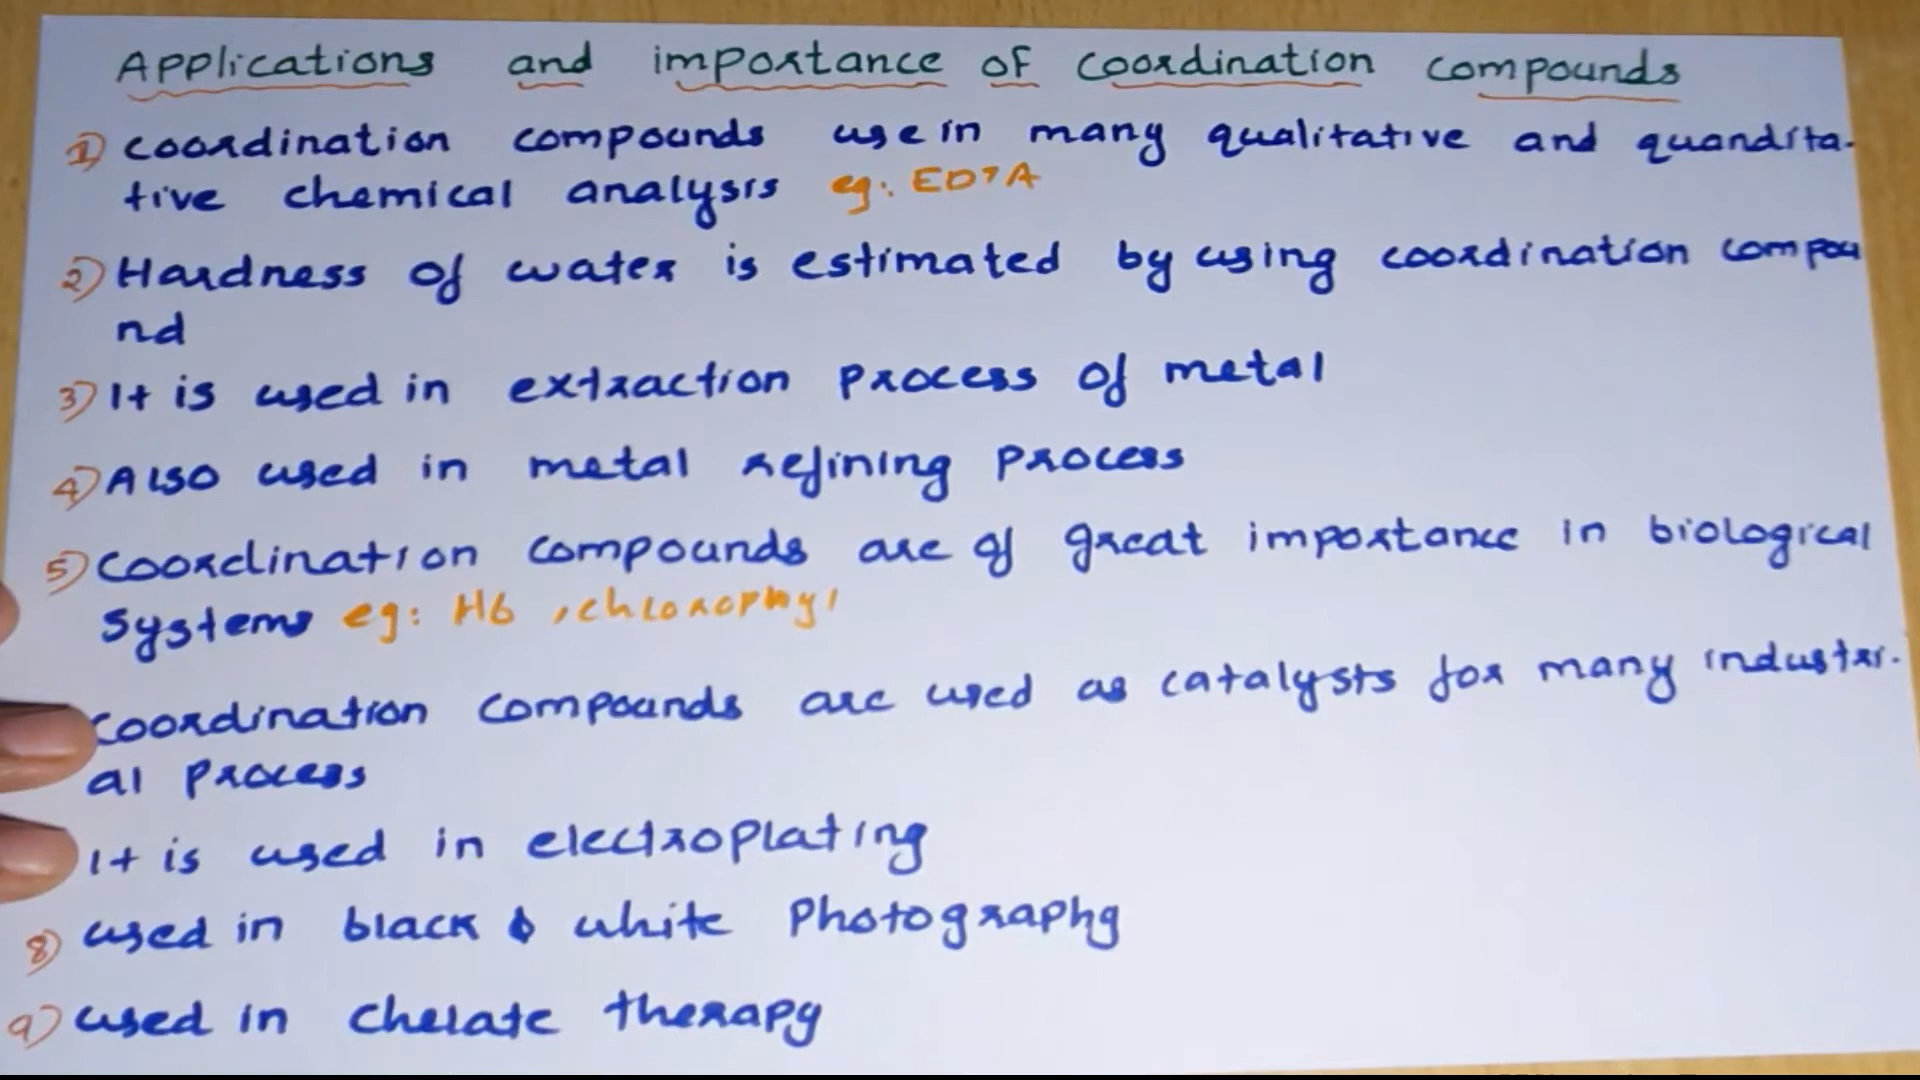 Applications and importance of coordination compounds
1) coordination compounds use in many qualitative and quandita-
tive chemical analysis eg: EDTA
2) Hardness of water is estimated by using coordination compou
nd
3) It is used in extraction process of metal
4) Also used in metal refining process
5) Coordination compounds are of great importance in biological
systems eg: Hb, chlorophyl
coordination compounds are used as catalysts for many industri-
al process
It is used in electroplating
8) used in black & white photography
9) used in chelate therapy